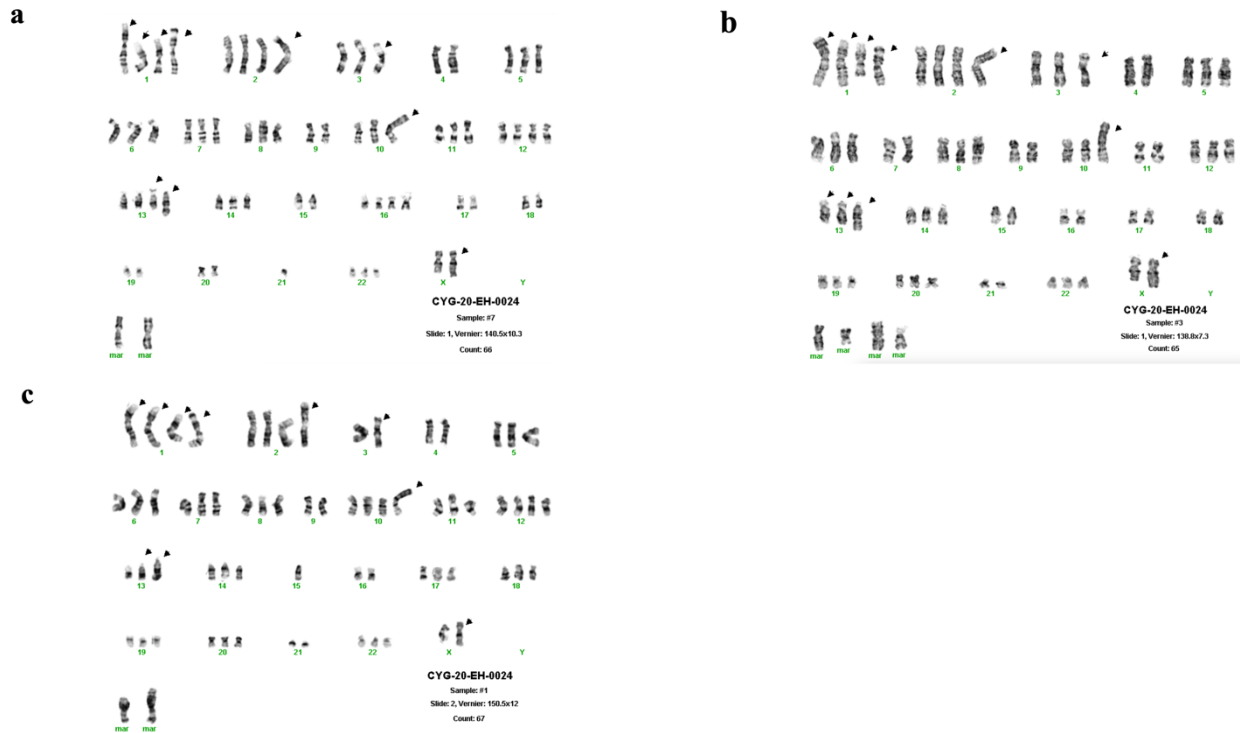 a
1 2 3 4 5
6 7 8 9 10 11 12
13 14 15 16 17 18
19 20 21 22 X Y
CYG-20-EH-0024
Sample: #7
Slide: 1, Vernier: 140.5x10.3
Count: 66
mar mar
b
1 2 3 4 5
6 7 8 9 10 11 12
13 14 15 16 17 18
19 20 21 22 X Y
CYG-20-EH-0024
Sample: #3
Slide: 1, Vernier: 138.8x7.3
Count: 65
mar mar mar mar
c
1 2 3 4 5
6 7 8 9 10 11 12
13 14 15 16 17 18
19 20 21 22 X Y
CYG-20-EH-0024
Sample: #1
Slide: 2, Vernier: 150.5x12
Count: 67
mar mar